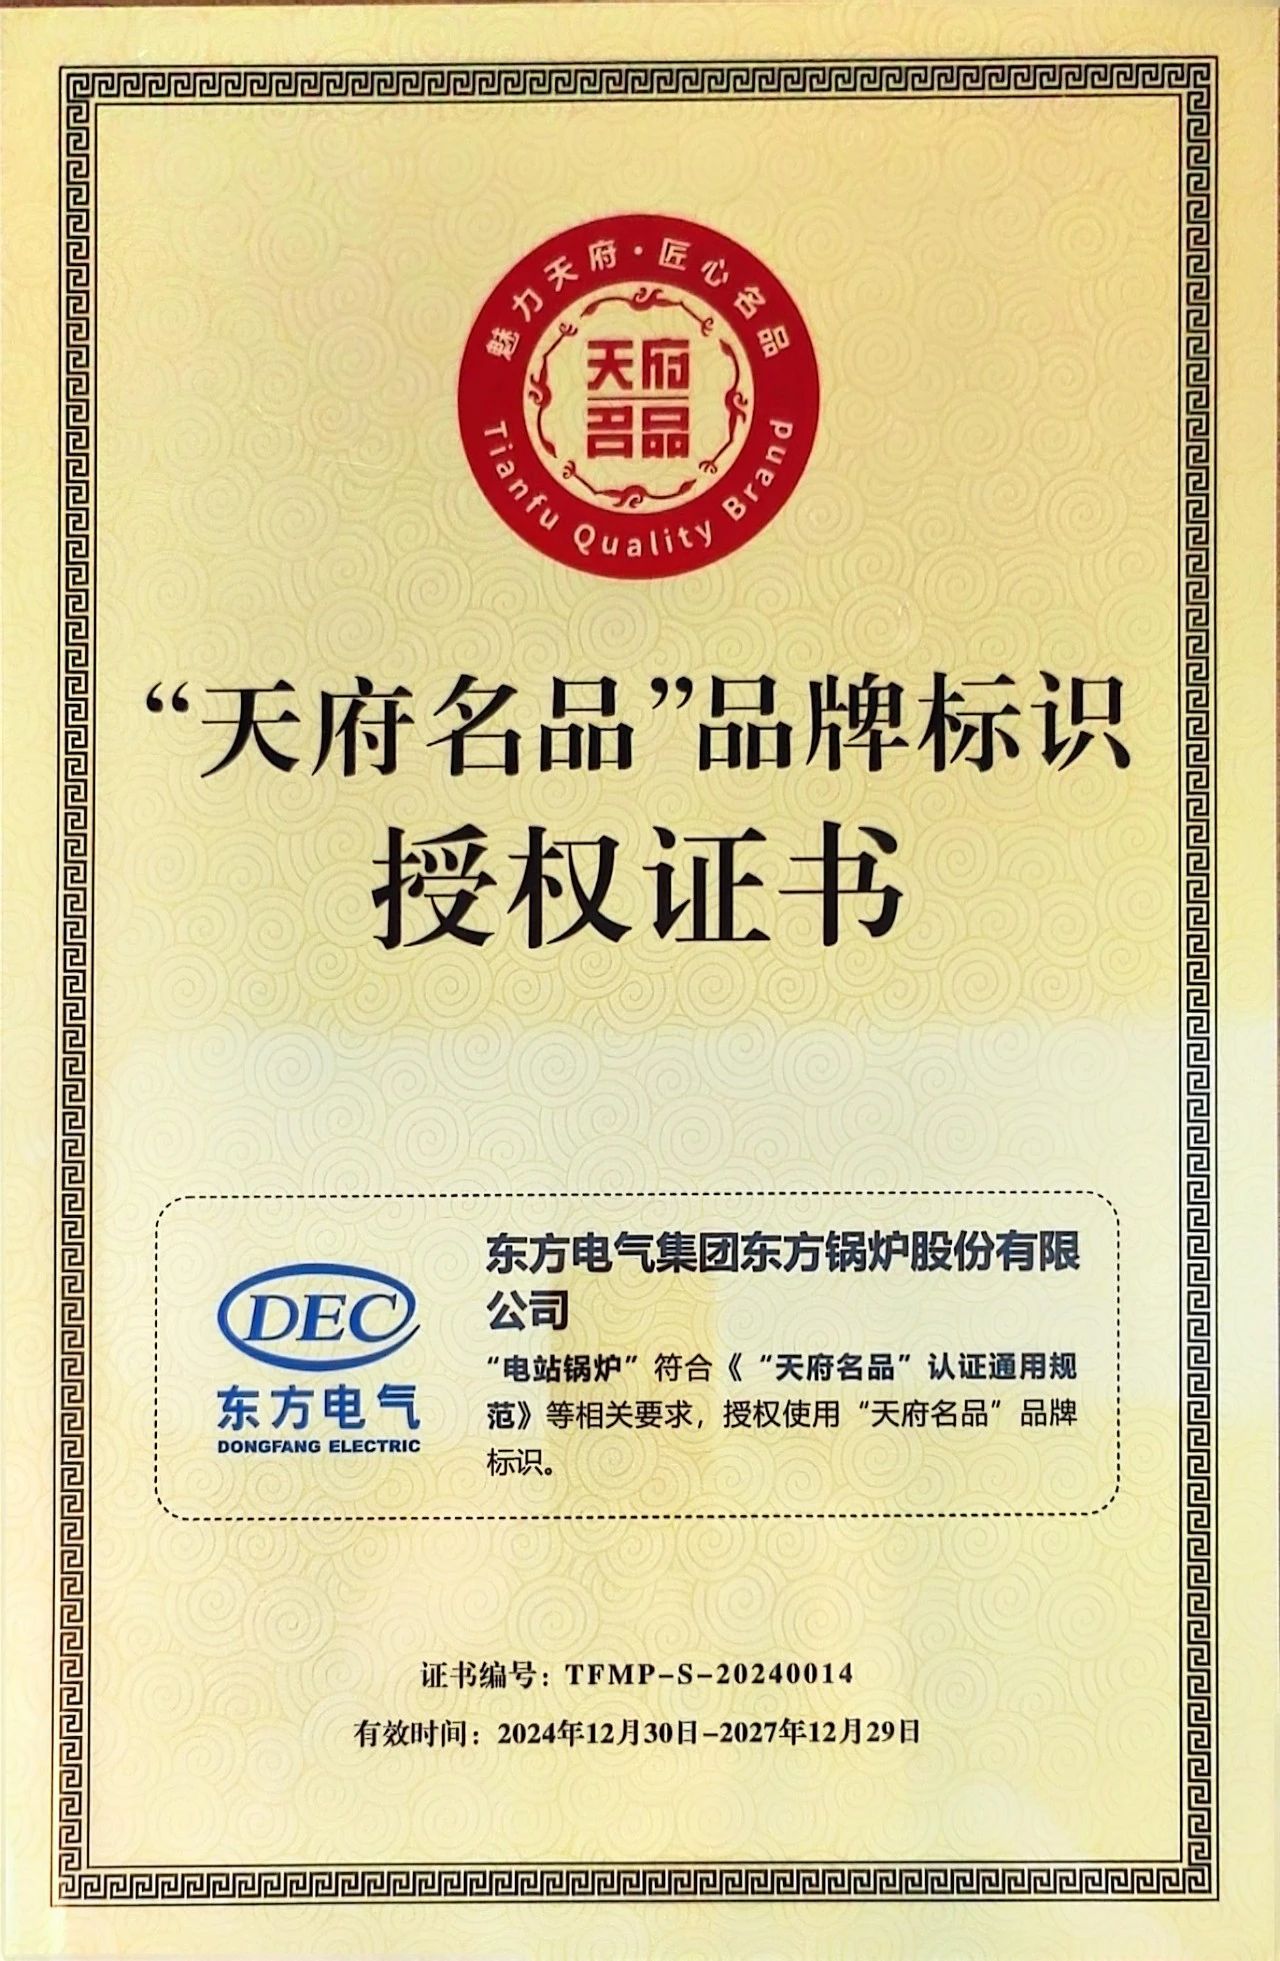 魅力天府·匠心名品
天府
名品
Tianfu Quality Brand
“天府名品”品牌标识
授权证书
DEC
东方电气
DONGFANG ELECTRIC
东方电气集团东方锅炉股份有限
公司
“电站锅炉”符合《“天府名品”认证通用规
范》等相关要求，授权使用“天府名品”品牌
标识。
证书编号：TFMP-S-20240014
有效时间：2024年12月30日-2027年12月29日